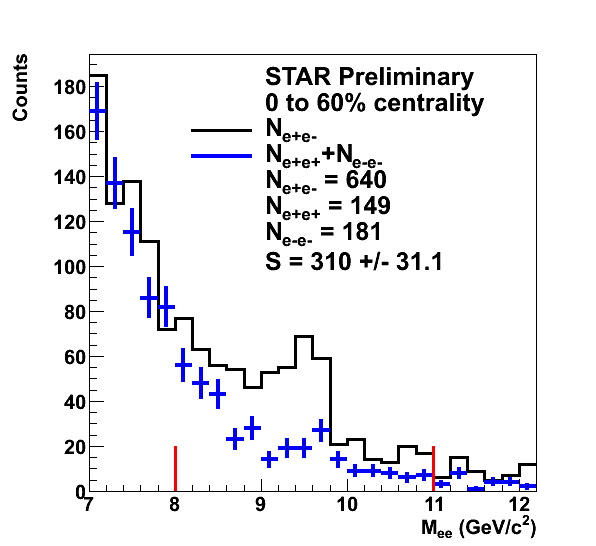 Counts
180
160
140
120
100
80
60
40
20
0
STAR Preliminary
0 to 60% centrality
Ne+e-
Ne+e++Ne-e-
Ne+e- = 640
Ne+e+ = 149
Ne-e- = 181
S = 310 +/- 31.1
7 8 9 10 11 12
Mee (GeV/c²)